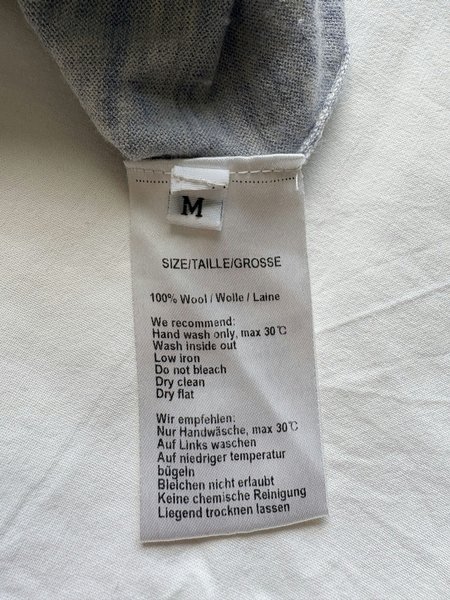 M
SIZE/TAILLE/GROSSE
100% Wool / Wolle / Laine
We recommend:
Hand wash only, max 30℃
Wash inside out
Low iron
Do not bleach
Dry clean
Dry flat
Wir empfehlen:
Nur Handwäsche, max 30℃
Auf Links waschen
Auf niedriger temperatur
bügeln
Bleichen nicht erlaubt
Keine chemische Reinigung
Liegend trocknen lassen